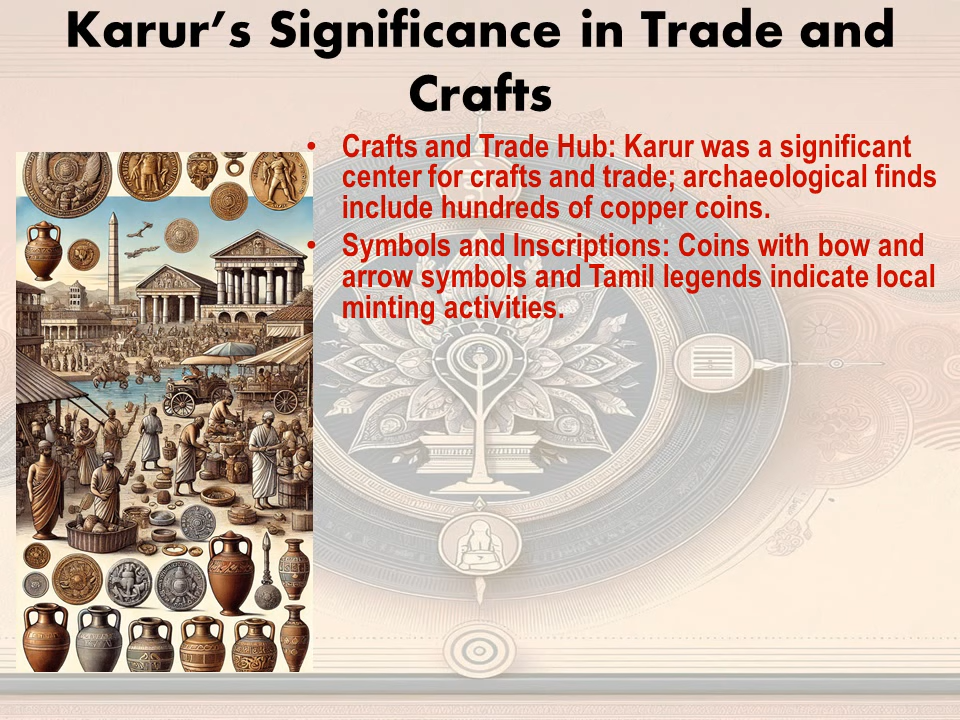 Karur’s Significance in Trade and
Crafts
• Crafts and Trade Hub: Karur was a significant
center for crafts and trade; archaeological finds
include hundreds of copper coins.
• Symbols and Inscriptions: Coins with bow and
arrow symbols and Tamil legends indicate local
minting activities.